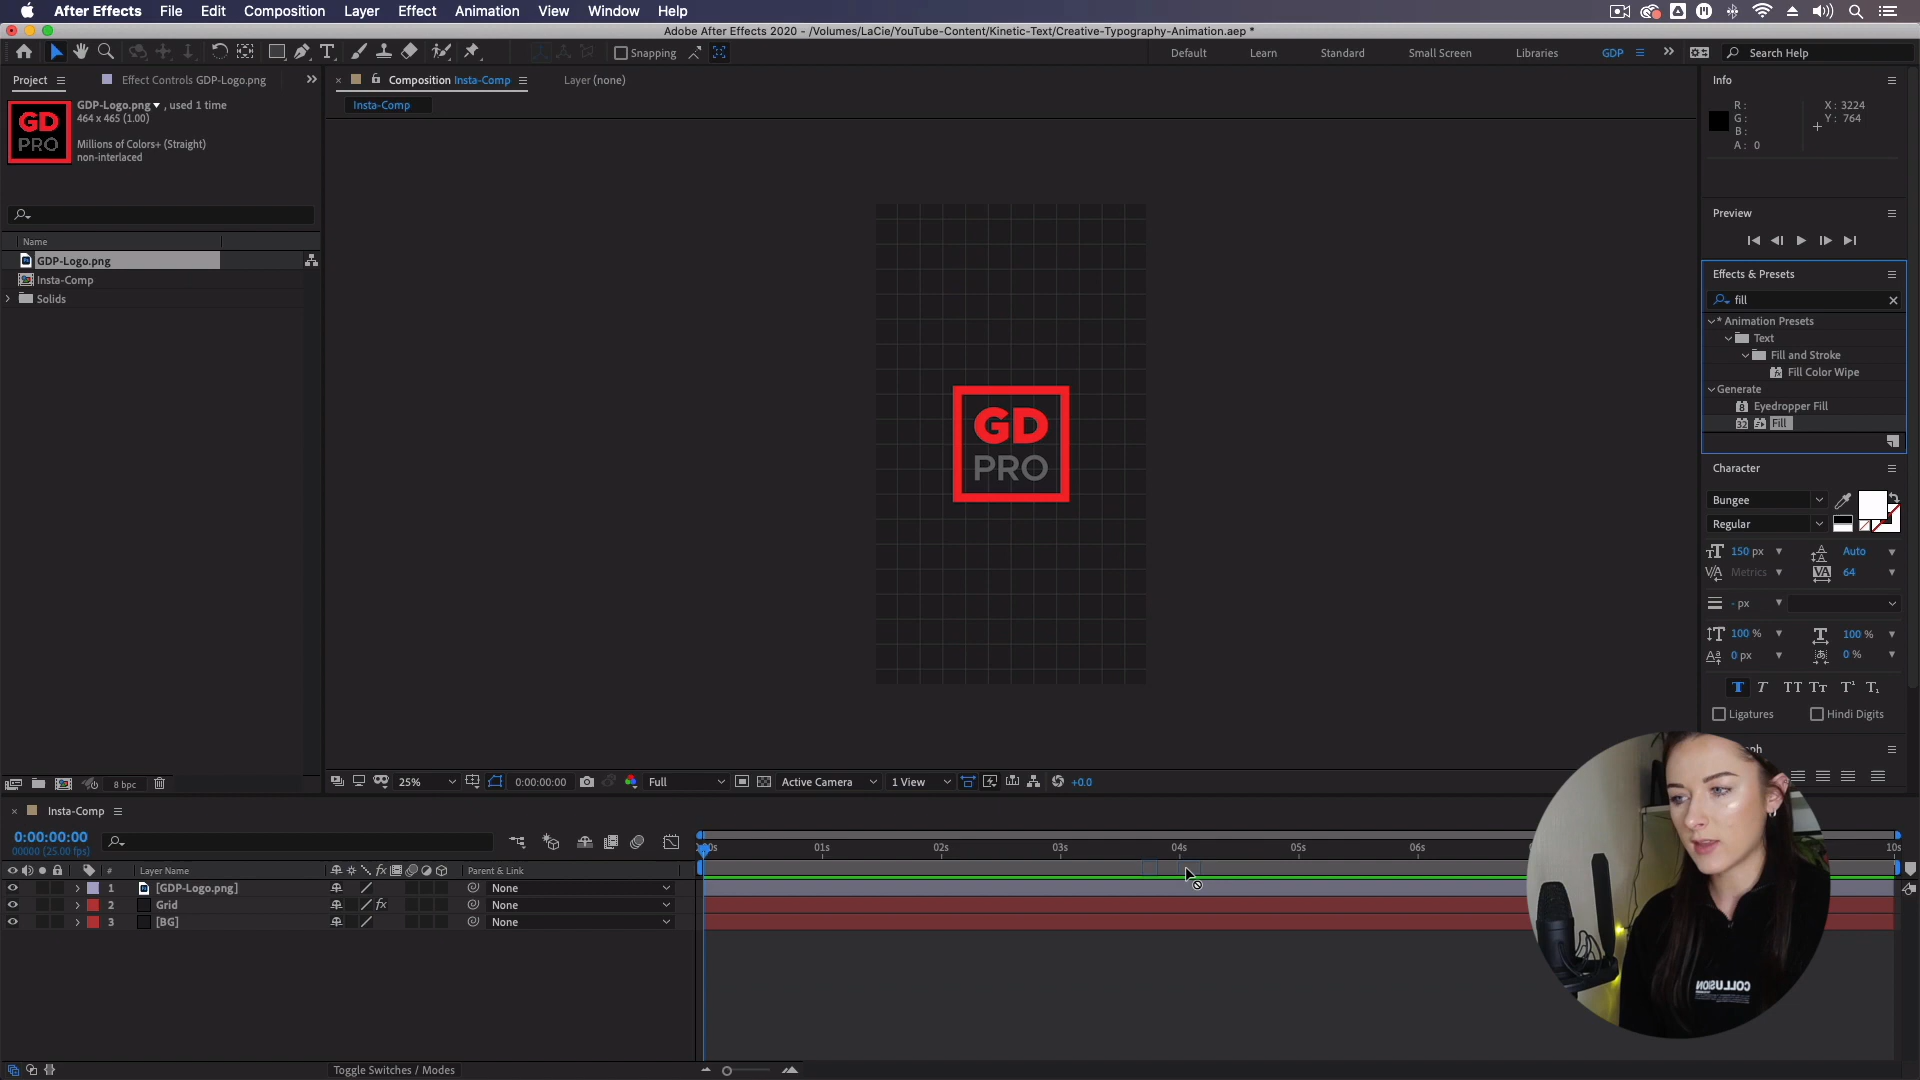 After Effects File Edit Composition Layer Effect Animation View Window Help
Adobe After Effects 2020 - /Volumes/LaCie/YouTube-Content/Kinetic-Text/Creative-Typography-Animation.aep *
Snapping Default Learn Standard Small Screen Libraries GDP Search Help
Project Effect Controls GDP-Logo.png
Composition Insta-Comp Layer (none)
Insta-Comp
GD
PRO
GDP-Logo.png , used 1 time
464 x 465 (1.00)
Millions of Colors+ (Straight)
non-interlaced
Name
GDP-Logo.png
Insta-Comp
Solids
8 bpc
GD
PRO
25% 0:00:00:00 Full Active Camera 1 View +0.0
Info
R: X: 3224
G: Y: 764
B:
A: 0
Preview
Effects & Presets
fill
* Animation Presets
Text
Fill and Stroke
Fill Color Wipe
Generate
8 Eyedropper Fill
32 Fill
Character
Bungee
Regular
150 px Auto
Metrics 64
- px
100 % 100 %
0 px 0 %
T T TT Tt T¹ T₁
Ligatures Hindi Digits
Insta-Comp
0:00:00:00
00000 (25.00 fps)
01s 02s 03s 04s 05s 06s 10s
# Layer Name Parent & Link
1 [GDP-Logo.png] None
2 Grid fx None
3 [BG] None
Toggle Switches / Modes
COLLUSION